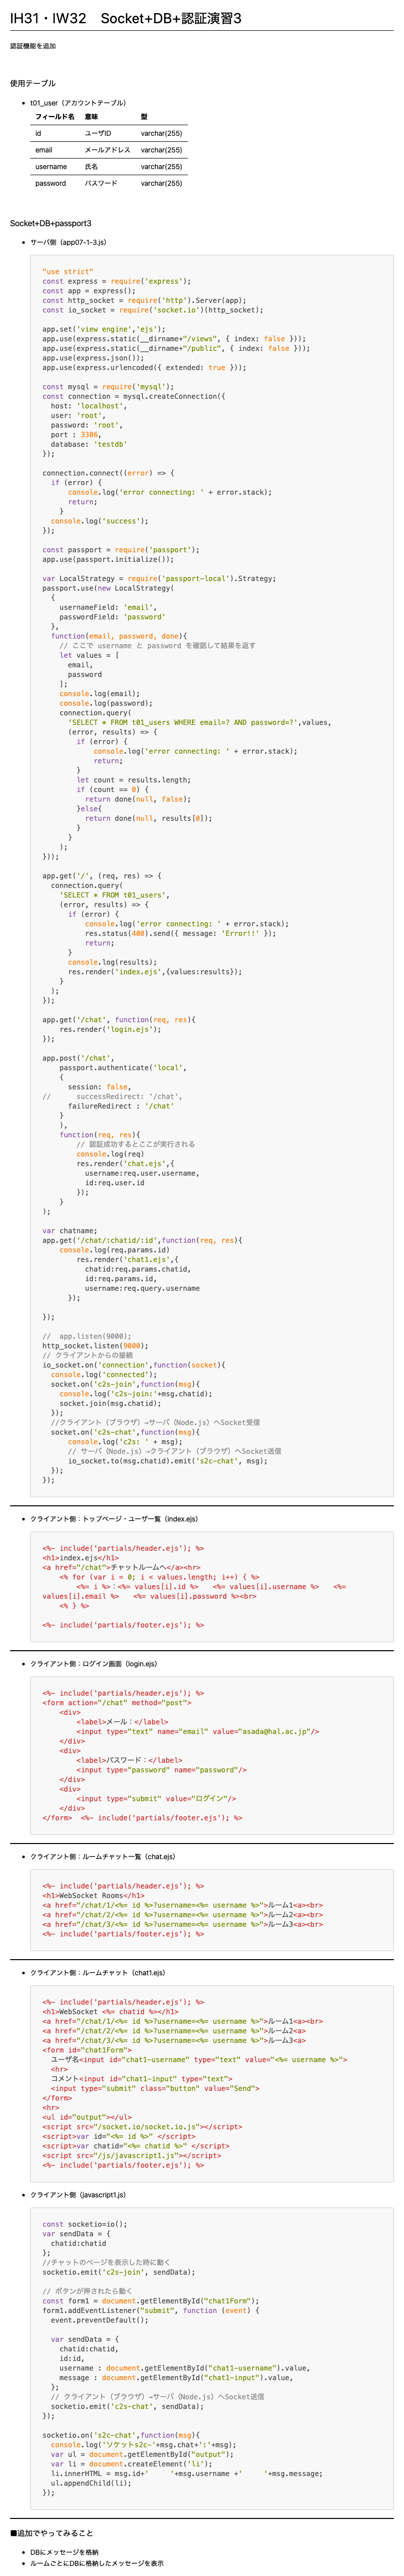 IH31・IW32　Socket+DB+認証演習3
認証機能を追加
使用テーブル
t01_user（アカウントテーブル）
フィールド名 意味 型
id ユーザID varchar(255)
email メールアドレス varchar(255)
username 氏名 varchar(255)
password パスワード varchar(255)
Socket+DB+passport3
サーバ側（app07-1-3.js）
"use strict"
const express = require('express');
const app = express();
const http_socket = require('http').Server(app);
const io_socket = require('socket.io')(http_socket);
app.set('view engine','ejs');
app.use(express.static(__dirname+"/views", { index: false }));
app.use(express.static(__dirname+"/public", { index: false }));
app.use(express.json());
app.use(express.urlencoded({ extended: true }));
const mysql = require('mysql');
const connection = mysql.createConnection({
  host: 'localhost',
  user: 'root',
  password: 'root',
  port : 3306,
  database: 'testdb'
});
connection.connect((error) => {
  if (error) {
      console.log('error connecting: ' + error.stack);
      return;
    }
  console.log('success');
});
const passport = require('passport');
app.use(passport.initialize());
var LocalStrategy = require('passport-local').Strategy;
passport.use(new LocalStrategy(
  {
    usernameField: 'email',
    passwordField: 'password'
  },
  function(email, password, done){
    // ここで username と password を確認して結果を返す
    let values = [
      email,
      password
    ];
    console.log(email);
    console.log(password);
    connection.query(
      'SELECT * FROM t01_users WHERE email=? AND password=?',values,
      (error, results) => {
        if (error) {
            console.log('error connecting: ' + error.stack);
            return;
        }
        let count = results.length;
        if (count == 0) {
          return done(null, false);
        }else{
          return done(null, results[0]);
        }
      }
    );
}));
app.get('/', (req, res) => {
  connection.query(
    'SELECT * FROM t01_users',
    (error, results) => {
      if (error) {
          console.log('error connecting: ' + error.stack);
          res.status(400).send({ message: 'Error!!' });
          return;
      }
      console.log(results);
      res.render('index.ejs',{values:results});
    }
  );
});
app.get('/chat', function(req, res){
    res.render('login.ejs');
});
app.post('/chat',
    passport.authenticate('local',
    {
      session: false,
//      successRedirect: '/chat',
      failureRedirect : '/chat'
    }
    ),
    function(req, res){
        // 認証成功するとここが実行される
        console.log(req)
        res.render('chat.ejs',{
          username:req.user.username,
          id:req.user.id
        });
    }
);
var chatname;
app.get('/chat/:chatid/:id',function(req, res){
    console.log(req.params.id)
        res.render('chat1.ejs',{
          chatid:req.params.chatid,
          id:req.params.id,
          username:req.query.username
      });
});
//  app.listen(9000);
http_socket.listen(9000);
// クライアントからの接続
io_socket.on('connection',function(socket){
  console.log('connected');
  socket.on('c2s-join',function(msg){
    console.log('c2s-join:'+msg.chatid);
    socket.join(msg.chatid);
  });
  //クライアント（ブラウザ）→サーバ（Node.js）へSocket受信
  socket.on('c2s-chat',function(msg){
      console.log('c2s: ' + msg);
      // サーバ（Node.js）→クライアント（ブラウザ）へSocket送信
      io_socket.to(msg.chatid).emit('s2c-chat', msg);
  });
});
クライアント側：トップページ・ユーザ一覧（index.ejs）
<%- include('partials/header.ejs'); %>
<h1>index.ejs</h1>
<a href="/chat">チャットルームへ</a><hr>
    <% for (var i = 0; i < values.length; i++) { %>
        <%= i %>：<%= values[i].id %>　　<%= values[i].username %>　　<%=
values[i].email %>　　<%= values[i].password %><br>
    <% } %>
<%- include('partials/footer.ejs'); %>
クライアント側：ログイン画面（login.ejs）
<%- include('partials/header.ejs'); %>
<form action="/chat" method="post">
    <div>
        <label>メール：</label>
        <input type="text" name="email" value="asada@hal.ac.jp"/>
    </div>
    <div>
        <label>パスワード：</label>
        <input type="password" name="password"/>
    </div>
    <div>
        <input type="submit" value="ログイン"/>
    </div>
</form>  <%- include('partials/footer.ejs'); %>
クライアント側：ルームチャット一覧（chat.ejs）
<%- include('partials/header.ejs'); %>
<h1>WebSocket Rooms</h1>
<a href="/chat/1/<%= id %>?username=<%= username %>">ルーム1<a><br>
<a href="/chat/2/<%= id %>?username=<%= username %>">ルーム2<a><br>
<a href="/chat/3/<%= id %>?username=<%= username %>">ルーム3<a><br>
<%- include('partials/footer.ejs'); %>
クライアント側：ルームチャット（chat1.ejs）
<%- include('partials/header.ejs'); %>
<h1>WebSocket <%= chatid %></h1>
<a href="/chat/1/<%= id %>?username=<%= username %>">ルーム1<a><br>
<a href="/chat/2/<%= id %>?username=<%= username %>">ルーム2<a>
<a href="/chat/3/<%= id %>?username=<%= username %>">ルーム3<a>
<form id="chat1Form">
  ユーザ名<input id="chat1-username" type="text" value="<%= username %>">
  <hr>
  コメント<input id="chat1-input" type="text">
  <input type="submit" class="button" value="Send">
</form>
<hr>
<ul id="output"></ul>
<script src="/socket.io/socket.io.js"></script>
<script>var id="<%= id %>" </script>
<script>var chatid="<%= chatid %>" </script>
<script src="/js/javascript1.js"></script>
<%- include('partials/footer.ejs'); %>
クライアント側（javascript1.js）
const socketio=io();
var sendData = {
  chatid:chatid
};
//チャットのページを表示した時に動く
socketio.emit('c2s-join', sendData);
// ボタンが押されたら動く
const form1 = document.getElementById("chat1Form");
form1.addEventListener("submit", function (event) {
  event.preventDefault();
  var sendData = {
    chatid:chatid,
    id:id,
    username : document.getElementById("chat1-username").value,
    message : document.getElementById("chat1-input").value,
  };
  // クライアント（ブラウザ）→サーバ（Node.js）へSocket送信
  socketio.emit('c2s-chat', sendData);
});
socketio.on('s2c-chat',function(msg){
  console.log('ソケットs2c-'+msg.chat+':'+msg);
  var ul = document.getElementById("output");
  var li = document.createElement('li');
  li.innerHTML = msg.id+'　　　'+msg.username +'　　　'+msg.message;
  ul.appendChild(li);
});
■追加でやってみること
DBにメッセージを格納
ルームごとにDBに格納したメッセージを表示